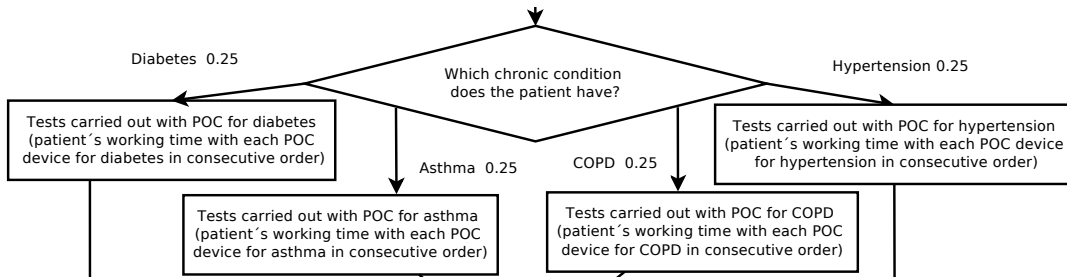 Diabetes  0.25
Which chronic condition
does the patient have?
Hypertension 0.25
Tests carried out with POC for diabetes
(patient´s working time with each POC
device for diabetes in consecutive order)
Tests carried out with POC for hypertension
(patient´s working time with each POC device
for hypertension in consecutive order)
Asthma  0.25
COPD  0.25
Tests carried out with POC for asthma
(patient´s working time with each POC
device for asthma in consecutive order)
Tests carried out with POC for COPD
(patient´s working time with each POC
device for COPD in consecutive order)